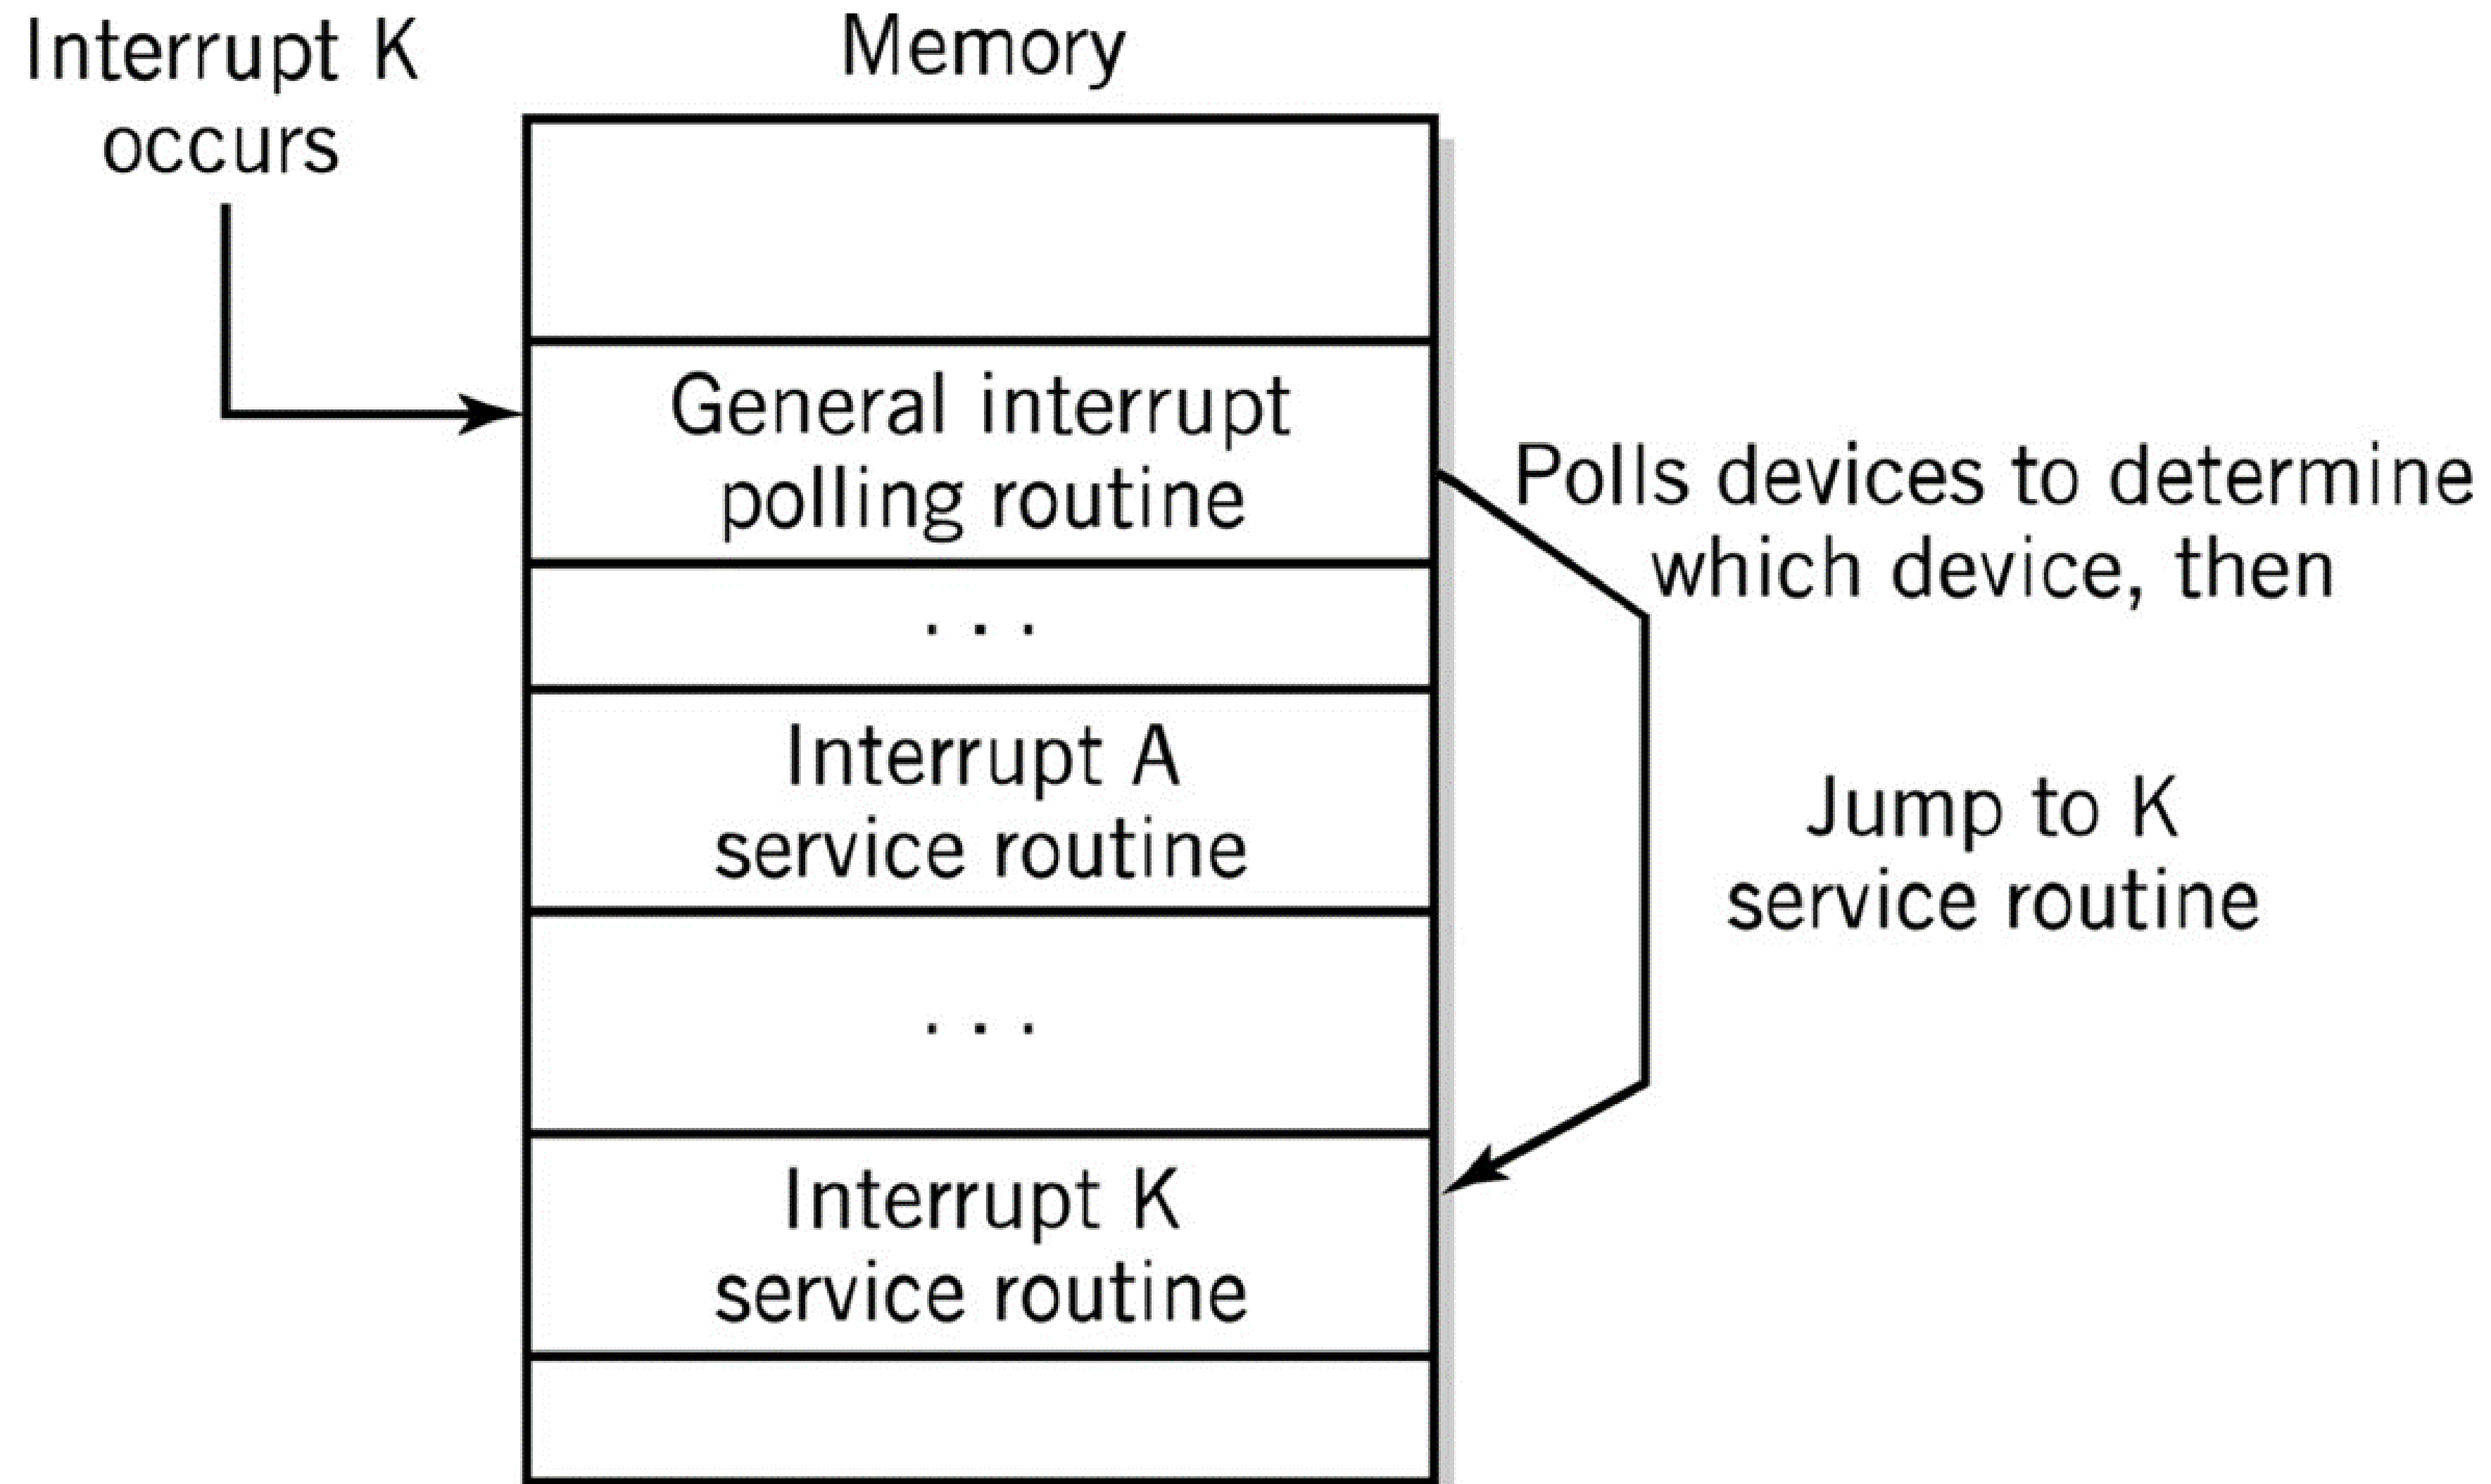 Interrupt K
occurs
Memory
General interrupt
polling routine
Polls devices to determine
which device, then
. . .
Interrupt A
service routine
Jump to K
service routine
. . .
Interrupt K
service routine